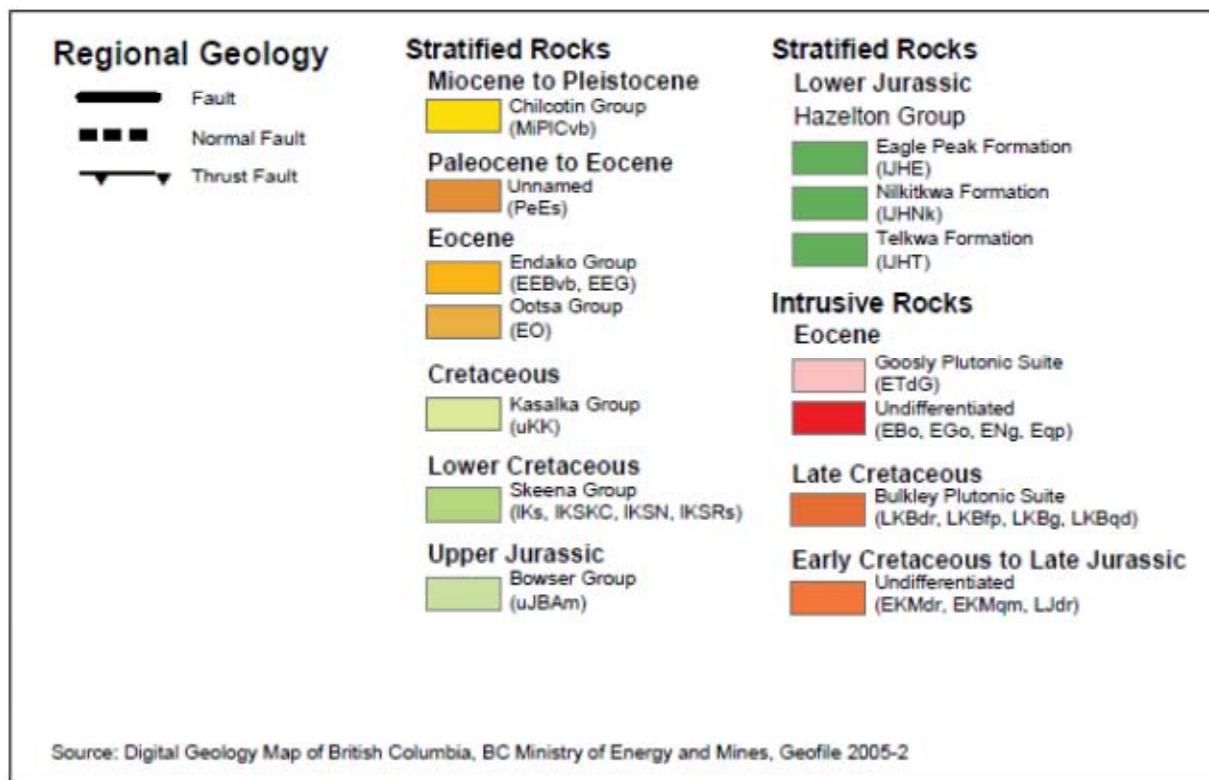 Regional Geology
Fault
Normal Fault
Thrust Fault
Stratified Rocks
Miocene to Pleistocene
Chilcotin Group
(MiPlCvb)
Paleocene to Eocene
Unnamed
(PeEs)
Eocene
Endako Group
(EEBvb, EEG)
Ootsa Group
(EO)
Cretaceous
Kasalka Group
(uKK)
Lower Cretaceous
Skeena Group
(lKs, lKSKC, lKSN, lKSRs)
Upper Jurassic
Bowser Group
(uJBAm)
Stratified Rocks
Lower Jurassic
Hazelton Group
Eagle Peak Formation
(lJHE)
Nilkitkwa Formation
(lJHNk)
Telkwa Formation
(lJHT)
Intrusive Rocks
Eocene
Goosly Plutonic Suite
(ETdG)
Undifferentiated
(EBo, EGo, ENg, Eqp)
Late Cretaceous
Bulkley Plutonic Suite
(LKBdr, LKBfp, LKBg, LKBqd)
Early Cretaceous to Late Jurassic
Undifferentiated
(EKMdr, EKMqm, LJdr)
Source: Digital Geology Map of British Columbia, BC Ministry of Energy and Mines, Geofile 2005-2